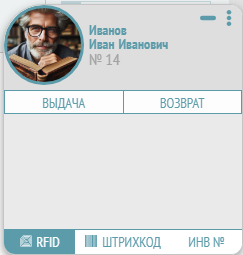 Иванов
Иван Иванович
№ 14
ВЫДАЧА ВОЗВРАТ
RFID ШТРИХКОД ИНВ №